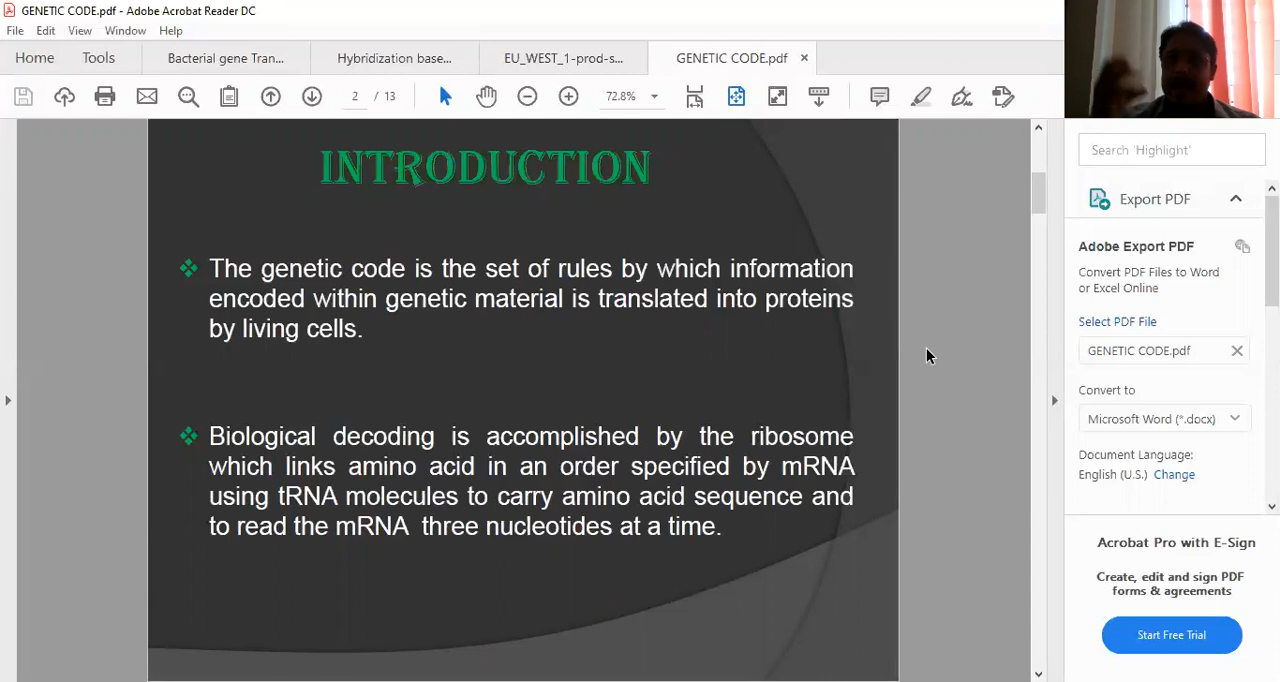 GENETIC CODE.pdf - Adobe Acrobat Reader DC
File Edit View Window Help
Home Tools Bacterial gene Tran... Hybridization base... EU_WEST_1-prod-s... GENETIC CODE.pdf ×
2 / 13 72.8%
INTRODUCTION
The genetic code is the set of rules by which information
encoded within genetic material is translated into proteins
by living cells.
Biological decoding is accomplished by the ribosome
which links amino acid in an order specified by mRNA
using tRNA molecules to carry amino acid sequence and
to read the mRNA three nucleotides at a time.
Search 'Highlight'
Export PDF
Adobe Export PDF
Convert PDF Files to Word
or Excel Online
Select PDF File
GENETIC CODE.pdf
Convert to
Microsoft Word (*.docx)
Document Language:
English (U.S.) Change
Acrobat Pro with E-Sign
Create, edit and sign PDF
forms & agreements
Start Free Trial